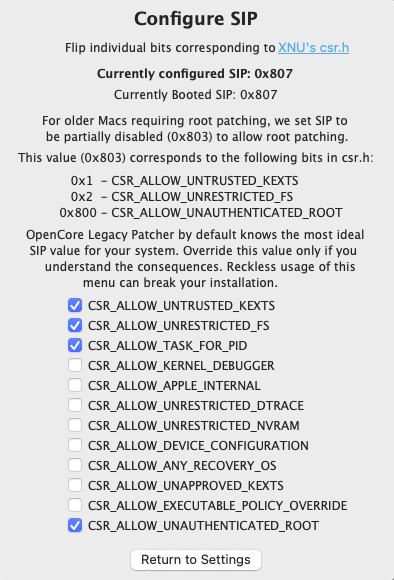 Configure SIP
Flip individual bits corresponding to XNU's csr.h
Currently configured SIP: 0x807
Currently Booted SIP: 0x807
For older Macs requiring root patching, we set SIP to
be partially disabled (0x803) to allow root patching.
This value (0x803) corresponds to the following bits in csr.h:
0x1 – CSR_ALLOW_UNTRUSTED_KEXTS
0x2 – CSR_ALLOW_UNRESTRICTED_FS
0x800 – CSR_ALLOW_UNAUTHENTICATED_ROOT
OpenCore Legacy Patcher by default knows the most ideal
SIP value for your system. Override this value only if you
understand the consequences. Reckless usage of this
menu can break your installation.
CSR_ALLOW_UNTRUSTED_KEXTS
CSR_ALLOW_UNRESTRICTED_FS
CSR_ALLOW_TASK_FOR_PID
CSR_ALLOW_KERNEL_DEBUGGER
CSR_ALLOW_APPLE_INTERNAL
CSR_ALLOW_UNRESTRICTED_DTRACE
CSR_ALLOW_UNRESTRICTED_NVRAM
CSR_ALLOW_DEVICE_CONFIGURATION
CSR_ALLOW_ANY_RECOVERY_OS
CSR_ALLOW_UNAPPROVED_KEXTS
CSR_ALLOW_EXECUTABLE_POLICY_OVERRIDE
CSR_ALLOW_UNAUTHENTICATED_ROOT
Return to Settings